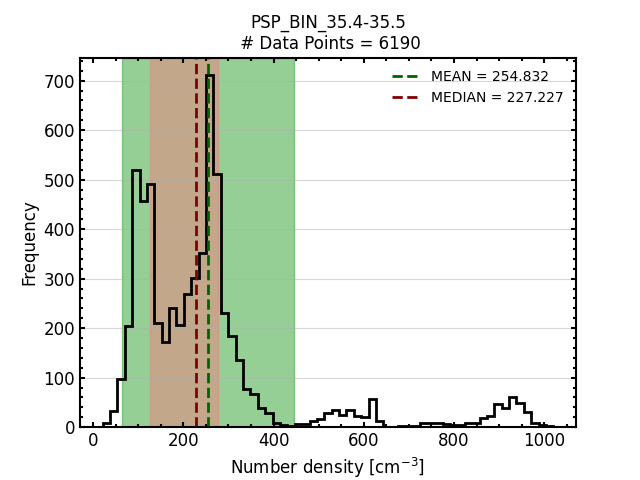 PSP_BIN_35.4-35.5
# Data Points = 6190
MEAN = 254.832
MEDIAN = 227.227
Frequency
700
600
500
400
300
200
100
0
0 200 400 600 800 1000
Number density [cm⁻³]